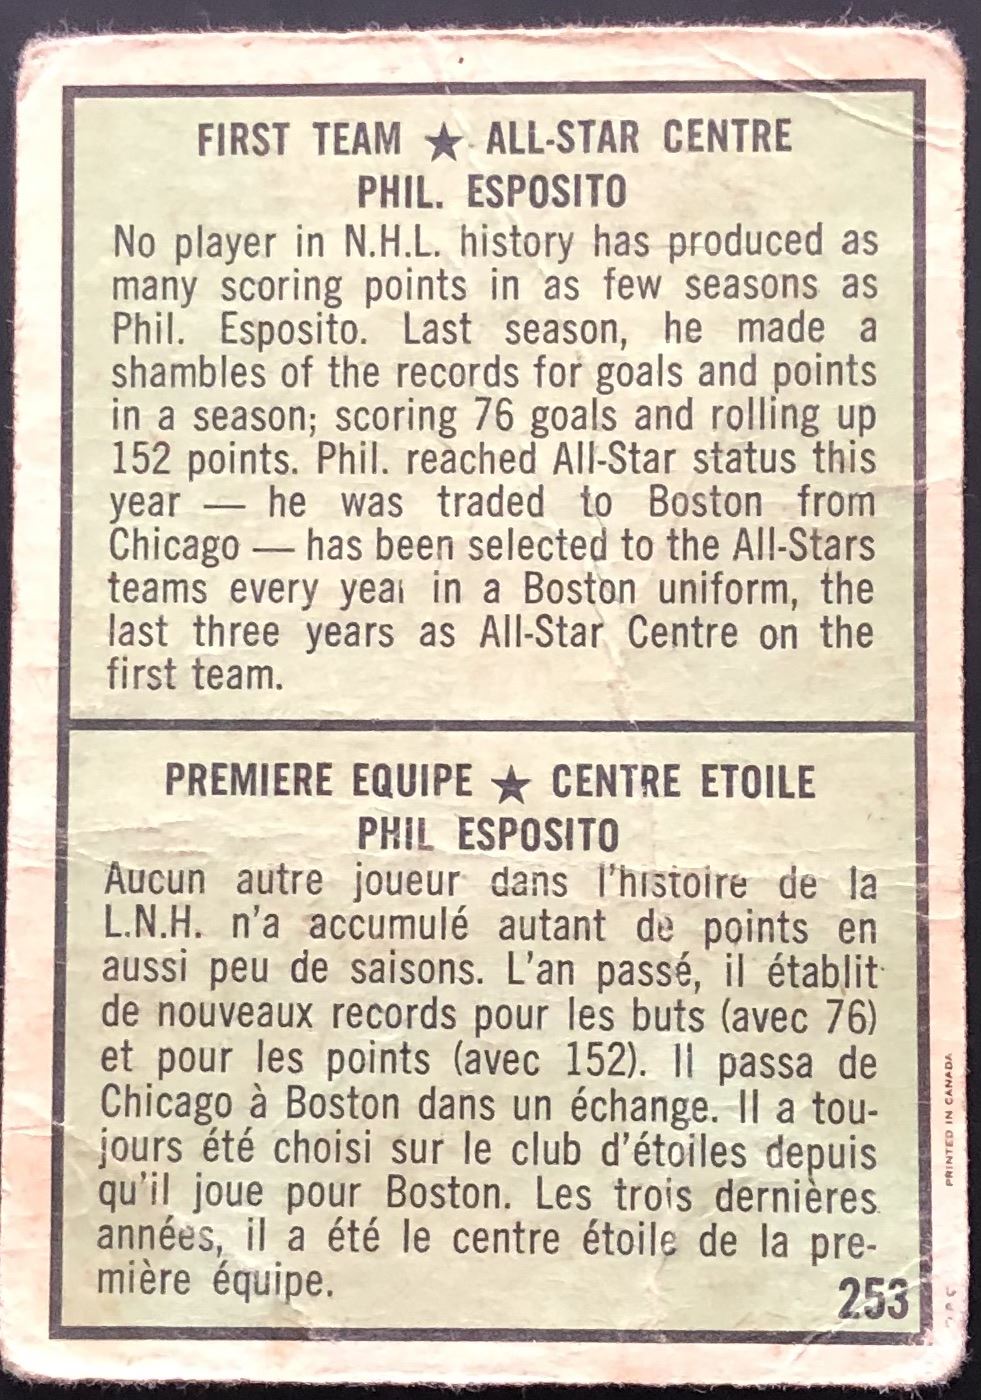 FIRST TEAM ★ ALL-STAR CENTRE
PHIL. ESPOSITO
No player in N.H.L. history has produced as
many scoring points in as few seasons as
Phil. Esposito. Last season, he made a
shambles of the records for goals and points
in a season; scoring 76 goals and rolling up
152 points. Phil. reached All-Star status this
year — he was traded to Boston from
Chicago — has been selected to the All-Stars
teams every year in a Boston uniform, the
last three years as All-Star Centre on the
first team.
PREMIERE EQUIPE ★ CENTRE ETOILE
PHIL ESPOSITO
Aucun autre joueur dans l'histoire de la
L.N.H. n'a accumulé autant de points en
aussi peu de saisons. L'an passé, il établit
de nouveaux records pour les buts (avec 76)
et pour les points (avec 152). Il passa de
Chicago à Boston dans un échange. Il a tou-
jours été choisi sur le club d'étoiles depuis
qu'il joue pour Boston. Les trois dernières
années, il a été le centre étoile de la pre-
mière équipe.
253
PRINTED IN CANADA